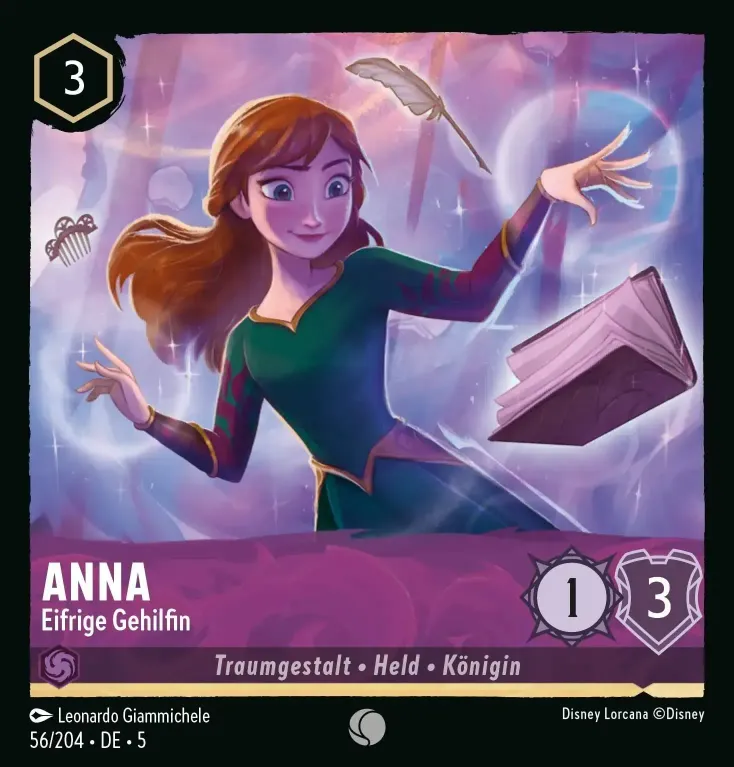 3
ANNA
Eifrige Gehilfin
1 3
Traumgestalt • Held • Königin
Leonardo Giammichele
Disney Lorcana ©Disney
56/204 • DE • 5